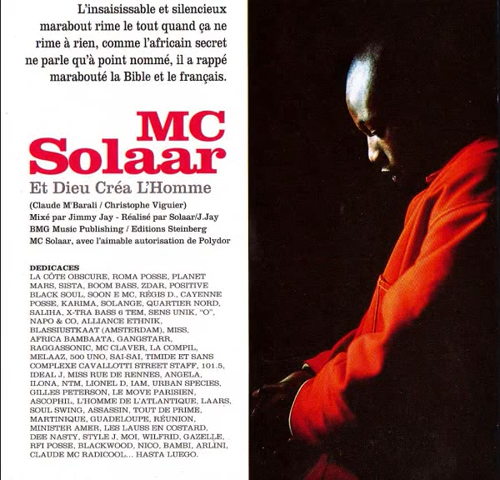 L'insaisissable et silencieux
marabout rime le tout quand ça ne
rime à rien, comme l'africain secret
ne parle qu'à point nommé, il a rappé
marabouté la Bible et le français.
MC
Solaar
Et Dieu Créa L'Homme
(Claude M'Barali / Christophe Viguier)
Mixé par Jimmy Jay - Réalisé par Solaar/J.Jay
BMG Music Publishing / Editions Steinberg
MC Solaar, avec l'aimable autorisation de Polydor
DEDICACES
LA CÔTE OBSCURE, ROMA POSSE, PLANET
MARS, SISTA, BOOM BASS, ZDAR, POSITIVE
BLACK SOUL, SOON E MC, RÉGIS D., CAYENNE
POSSE, KARIMA, SOLANGE, QUARTIER NORD,
SALIHA, X-TRA BASS 6 TEM, SENS UNIK, "O",
NAPO & CO, ALLIANCE ETHNIK,
BLASSIUSTKAAT (AMSTERDAM), MISS.
AFRICA BAMBAATA, GANGSTARR,
RAGGASONIC, MC CLAVER, LA COMPIL,
MELAAZ, 500 UNO, SAI-SAI, TIMIDE ET SANS
COMPLEXE CAVALLOTTI STREET STAFF, 101.5,
IDEAL J, MISS RUE DE RENNES, ANGELA,
ILONA, NTM, LIONEL D, IAM, URBAN SPECIES,
GILLES PETERSON, LE MOVE PARISIEN,
ASCOPHIL, L'HOMME DE L'ATLANTIQUE, LAARS,
SOUL SWING, ASSASSIN, TOUT DE PRIME,
MARTINIQUE, GUADELOUPE, RÉUNION,
MINISTER AMER, LES LAUSS EN COSTARD,
DEE NASTY, STYLE J, MOI, WILFRID, GAZELLE,
RFI POSSE, BLACKWOOD, NICO, BAMBI, ARLINI,
CLAUDE MC RADICOOL... HASTA LUEGO.